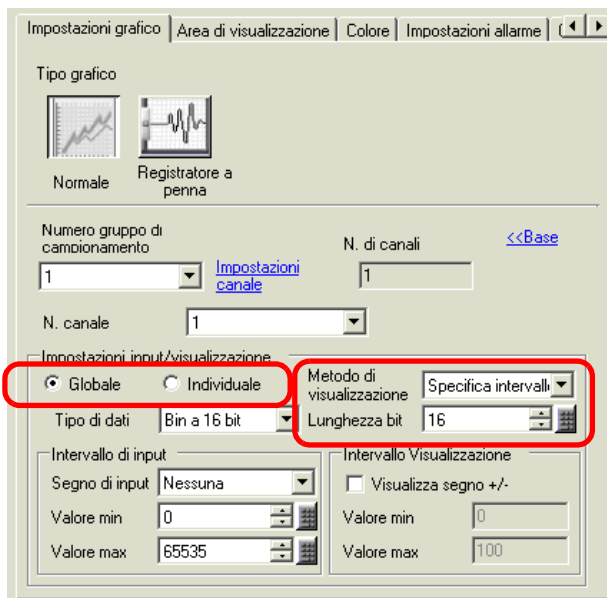 Impostazioni grafico Area di visualizzazione Colore Impostazioni allarme
Tipo grafico
Normale
Registratore a
penna
Numero gruppo di
campionamento
N. di canali
<<Base
1
Impostazioni
canale
1
N. canale
1
Impostazioni input/visualizzazione
Globale Individuale
Metodo di
visualizzazione
Specifica intervall
Tipo di dati Bin a 16 bit
Lunghezza bit 16
Intervallo di input
Segno di input Nessuna
Valore min 0
Valore max 65535
Intervallo Visualizzazione
Visualizza segno +/-
Valore min 0
Valore max 100